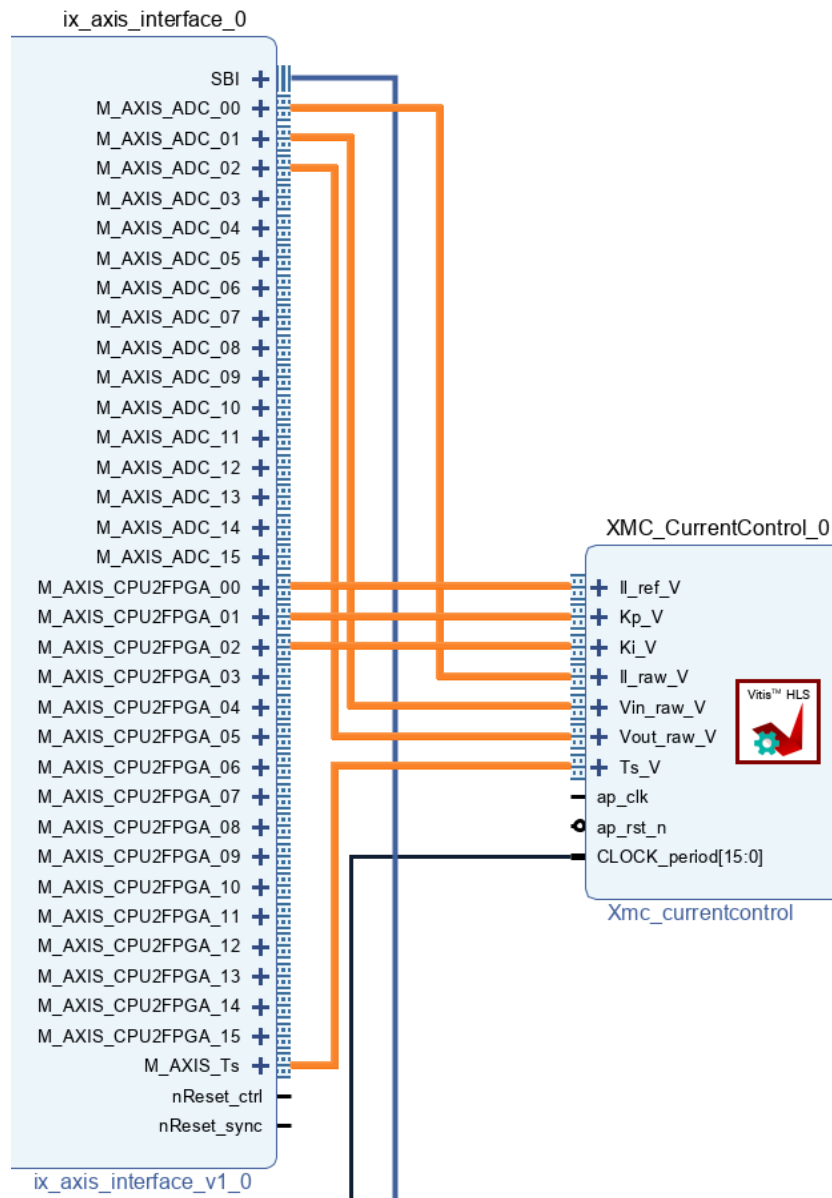 ix_axis_interface_0
SBI
M_AXIS_ADC_00
M_AXIS_ADC_01
M_AXIS_ADC_02
M_AXIS_ADC_03
M_AXIS_ADC_04
M_AXIS_ADC_05
M_AXIS_ADC_06
M_AXIS_ADC_07
M_AXIS_ADC_08
M_AXIS_ADC_09
M_AXIS_ADC_10
M_AXIS_ADC_11
M_AXIS_ADC_12
M_AXIS_ADC_13
M_AXIS_ADC_14
M_AXIS_ADC_15
M_AXIS_CPU2FPGA_00
M_AXIS_CPU2FPGA_01
M_AXIS_CPU2FPGA_02
M_AXIS_CPU2FPGA_03
M_AXIS_CPU2FPGA_04
M_AXIS_CPU2FPGA_05
M_AXIS_CPU2FPGA_06
M_AXIS_CPU2FPGA_07
M_AXIS_CPU2FPGA_08
M_AXIS_CPU2FPGA_09
M_AXIS_CPU2FPGA_10
M_AXIS_CPU2FPGA_11
M_AXIS_CPU2FPGA_12
M_AXIS_CPU2FPGA_13
M_AXIS_CPU2FPGA_14
M_AXIS_CPU2FPGA_15
M_AXIS_Ts
nReset_ctrl
nReset_sync
ix_axis_interface_v1_0
XMC_CurrentControl_0
Il_ref_V
Kp_V
Ki_V
Il_raw_V
Vin_raw_V
Vout_raw_V
Ts_V
ap_clk
ap_rst_n
CLOCK_period[15:0]
Vitis™ HLS
Xmc_currentcontrol